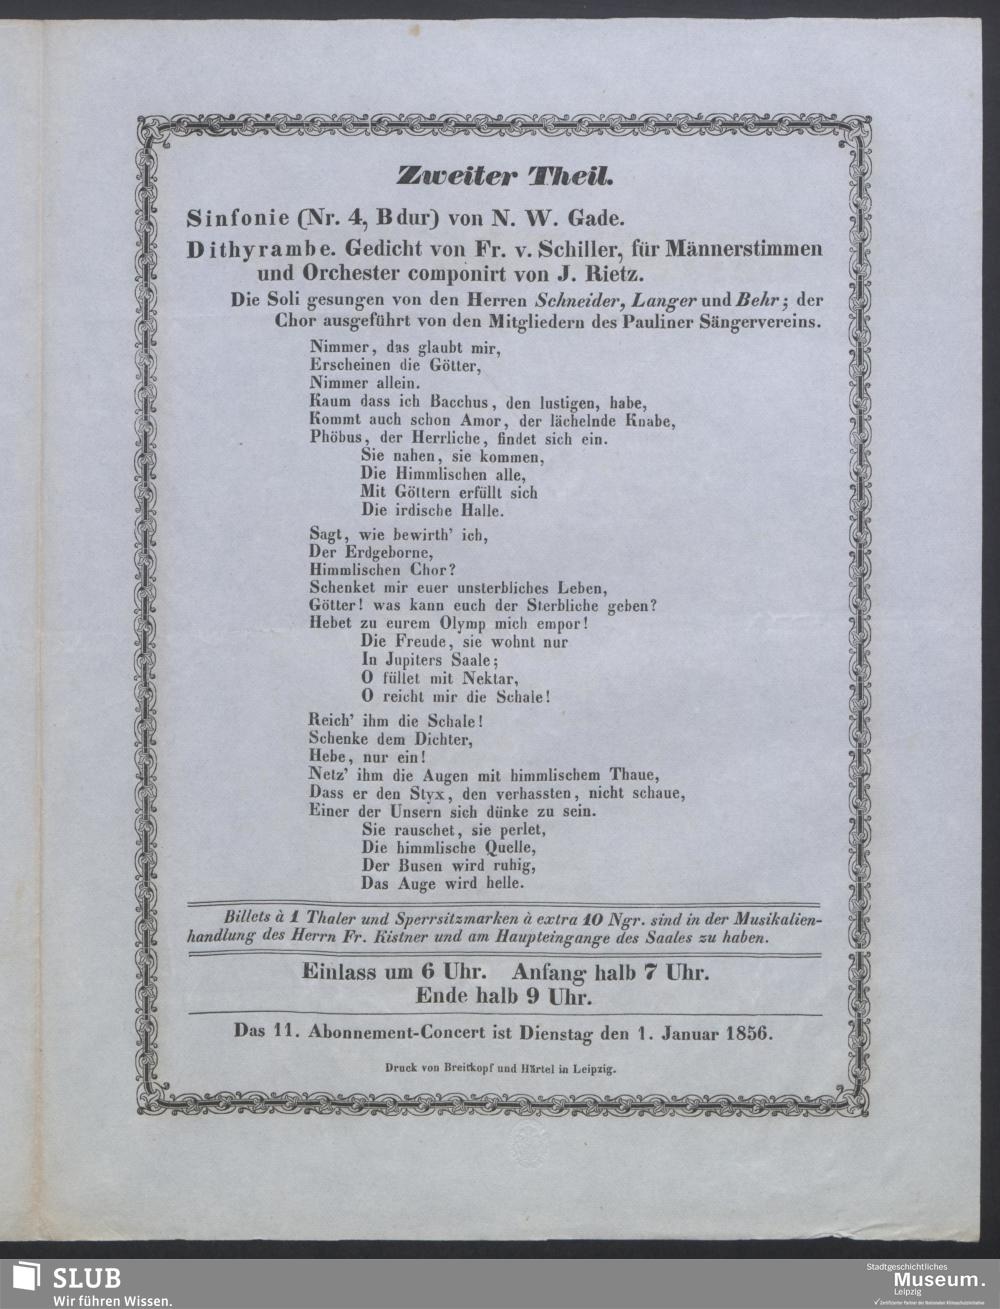 Zweiter Theil.
Sinfonie (Nr. 4, B dur) von N. W. Gade.
Dithyrambe. Gedicht von Fr. v. Schiller, für Männerstimmen
und Orchester componirt von J. Rietz.
Die Soli gesungen von den Herren Schneider, Langer und Behr; der
Chor ausgeführt von den Mitgliedern des Pauliner Sängervereins.
Nimmer, das glaubt mir,
Erscheinen die Götter,
Nimmer allein.
Kaum dass ich Bacchus, den lustigen, habe,
Kommt auch schon Amor, der lächelnde Knabe,
Phöbus, der Herrliche, findet sich ein.
Sie nahen, sie kommen,
Die Himmlischen alle,
Mit Göttern erfüllt sich
Die irdische Halle.
Sagt, wie bewirth' ich,
Der Erdgeborne,
Himmlischen Chor?
Schenket mir euer unsterbliches Leben,
Götter! was kann euch der Sterbliche geben?
Hebet zu eurem Olymp mich empor!
Die Freude, sie wohnt nur
In Jupiters Saale;
O füllet mit Nektar,
O reicht mir die Schale!
Reich' ihm die Schale!
Schenke dem Dichter,
Hebe, nur ein!
Netz' ihm die Augen mit himmlischem Thaue,
Dass er den Styx, den verhassten, nicht schaue,
Einer der Unsern sich dünke zu sein.
Sie rauschet, sie perlet,
Die himmlische Quelle,
Der Busen wird ruhig,
Das Auge wird helle.
Billets à 1 Thaler und Sperrsitzmarken à extra 10 Ngr. sind in der Musikalien-
handlung des Herrn Fr. Kistner und am Haupteingange des Saales zu haben.
Einlass um 6 Uhr. Anfang halb 7 Uhr.
Ende halb 9 Uhr.
Das 11. Abonnement-Concert ist Dienstag den 1. Januar 1856.
Druck von Breitkopf und Härtel in Leipzig.
SLUB
Wir führen Wissen.
Stadtgeschichtliches
Museum.
Leipzig
Zertifizierter Partner der Nationalen Klimaschutzinitiative